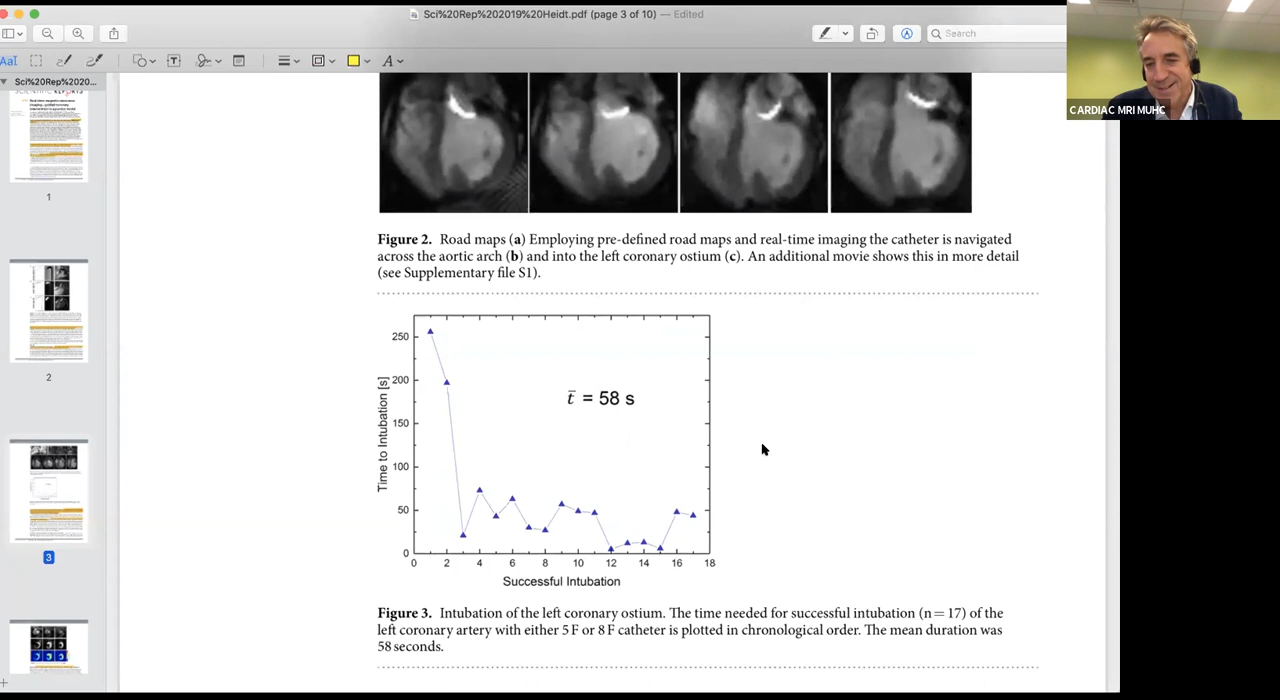 Sci%20Rep%202019%20Heidt.pdf (page 3 of 10) — Edited
Search
AaI
A
Sci%20Rep%2020...
1
2
3
CARDIAC MRI MUHC
Figure 2. Road maps (a) Employing pre-defined road maps and real-time imaging the catheter is navigated
across the aortic arch (b) and into the left coronary ostium (c). An additional movie shows this in more detail
(see Supplementary file S1).
250
200
150
100
50
0
Time to Intubation [s]
t̄ = 58 s
0 2 4 6 8 10 12 14 16 18
Successful Intubation
Figure 3. Intubation of the left coronary ostium. The time needed for successful intubation (n = 17) of the
left coronary artery with either 5 F or 8 F catheter is plotted in chronological order. The mean duration was
58 seconds.